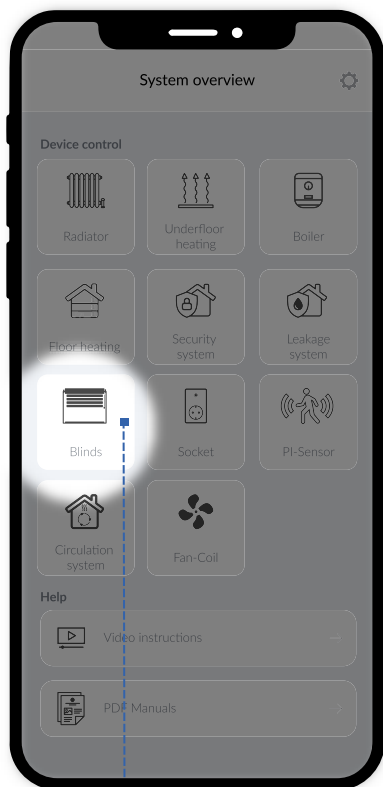 System overview
Device control
Radiator
Underfloor
heating
Boiler
Floor heating
Security
system
Leakage
system
Blinds
Socket
PI-Sensor
Circulation
system
Fan-Coil
Help
Video instructions
PDF Manuals